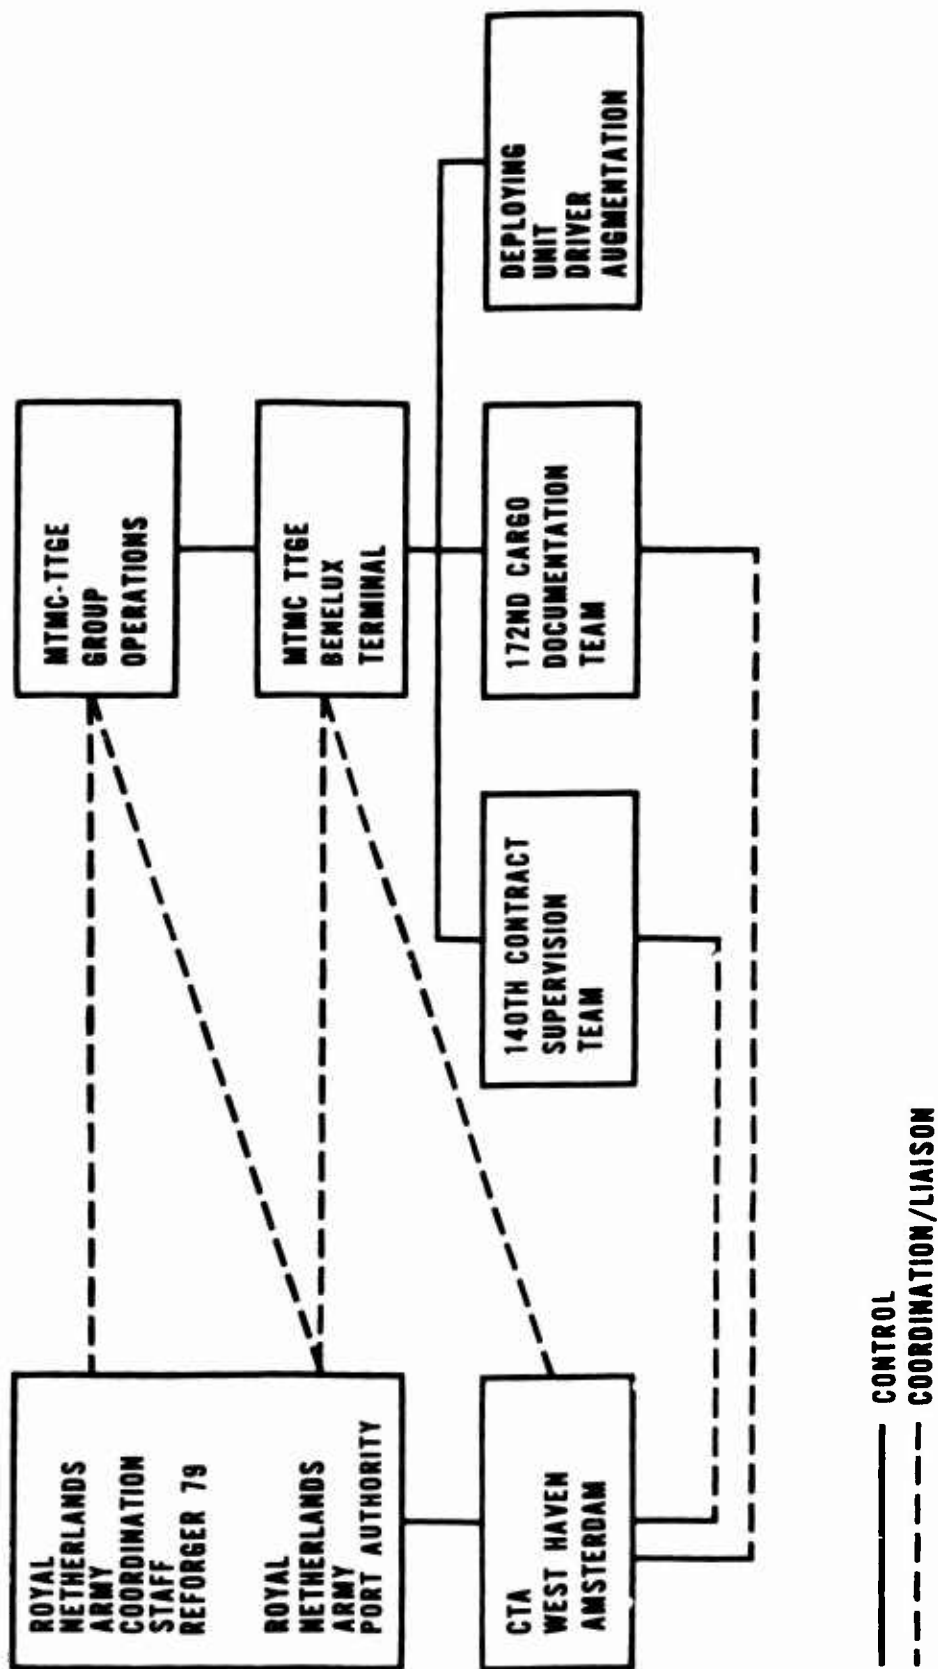 ROYAL
NETHERLANDS
ARMY
COORDINATION
STAFF
REFORGER 79
ROYAL
NETHERLANDS
ARMY
PORT AUTHORITY
CTA
WEST HAVEN
AMSTERDAM
MTMC-TTGE
GROUP
OPERATIONS
MTMC TTGE
BENELUX
TERMINAL
140TH CONTRACT
SUPERVISION
TEAM
172ND CARGO
DOCUMENTATION
TEAM
DEPLOYING
UNIT
DRIVER
AUGMENTATION
CONTROL
COORDINATION/LIAISON